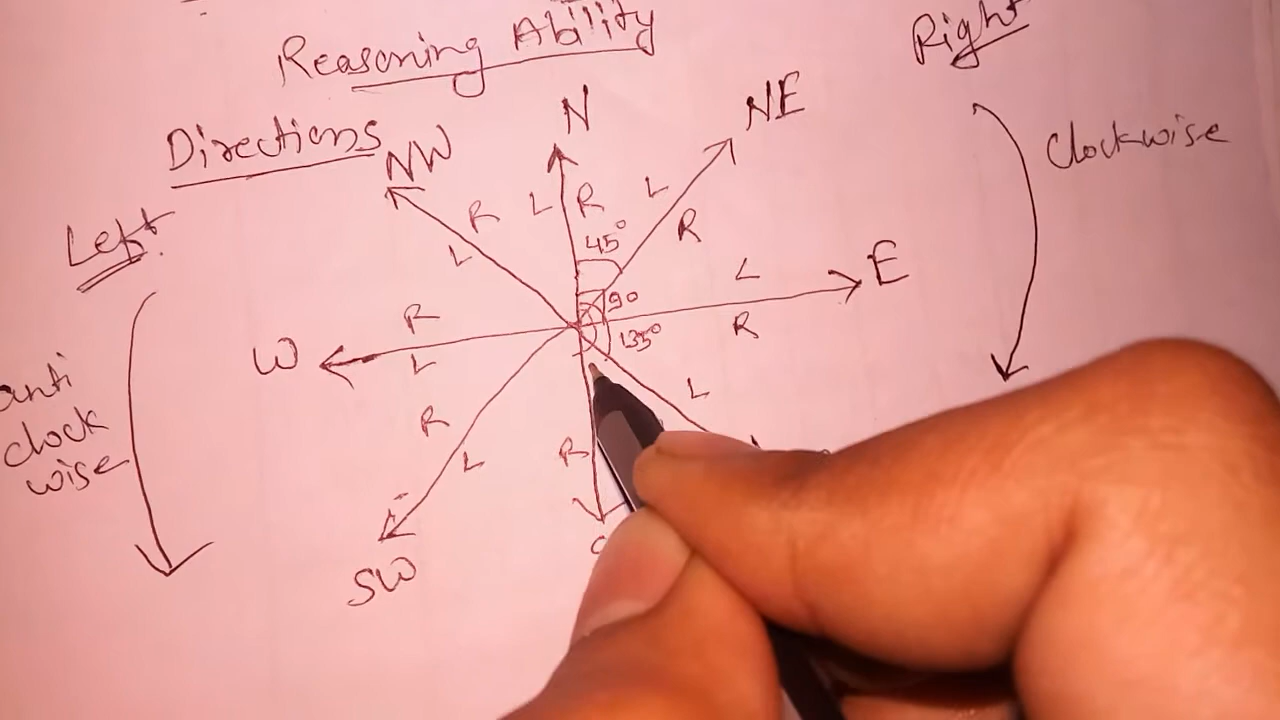 Reasoning Ability
Right
Directions
NW
N
NE
Clockwise
Left
R
L
R
L
R
L
45°
E
L
R
90
135°
R
L
W
L
anti
clock
wise
R
L
R
SW